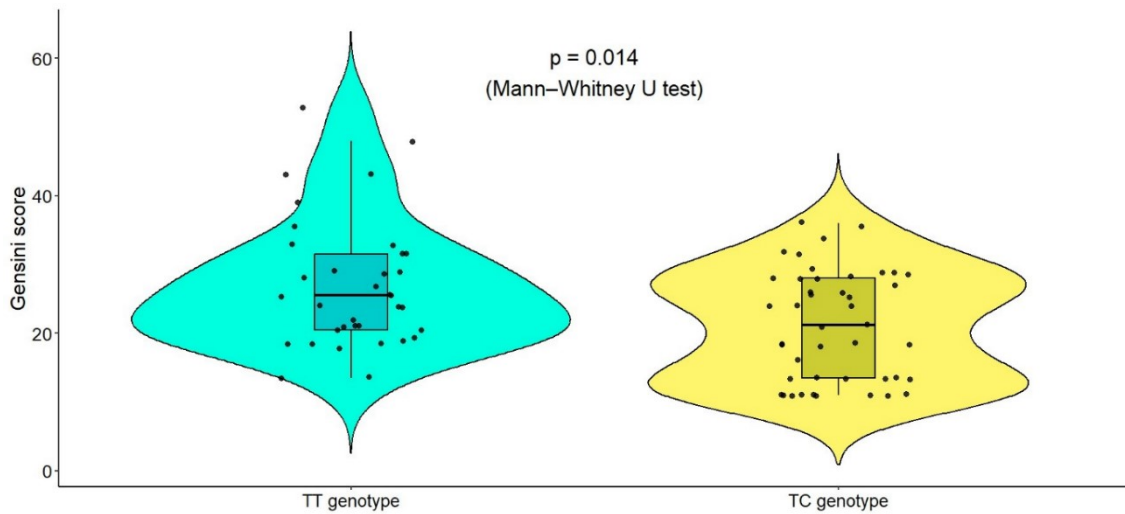 p = 0.014
(Mann–Whitney U test)
Gensini score
60
40
20
0
TT genotype
TC genotype